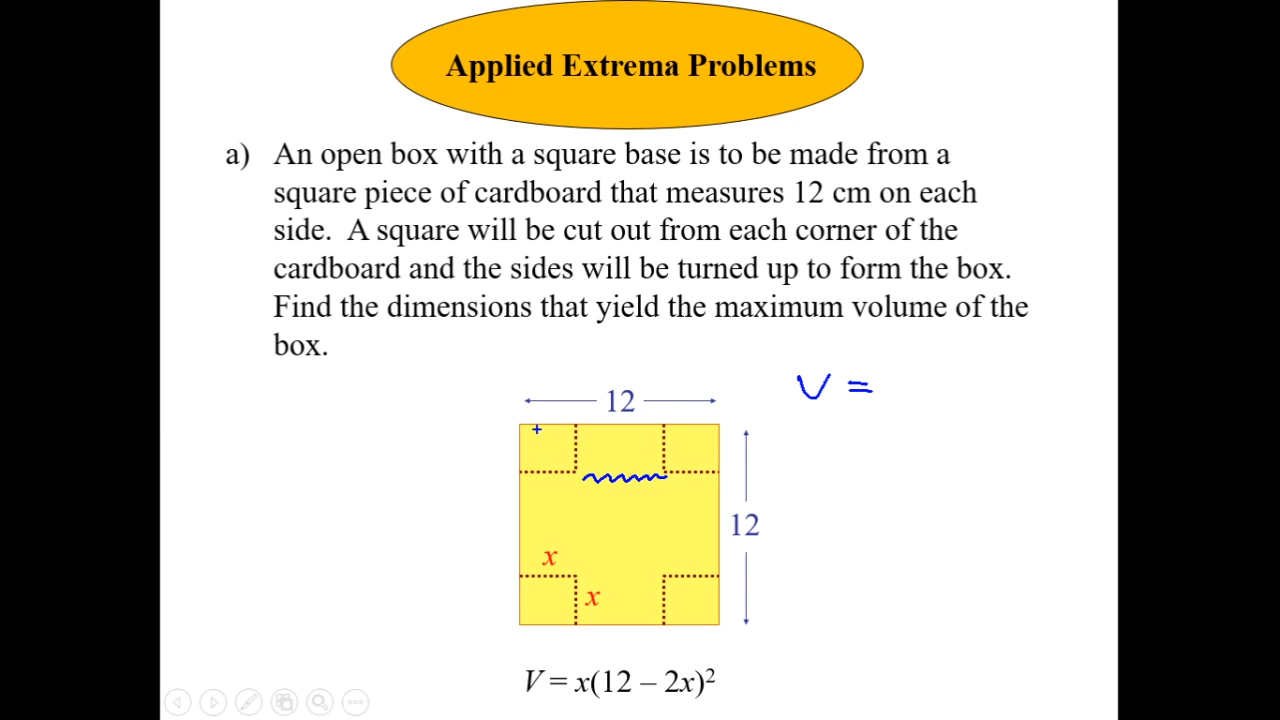 Applied Extrema Problems
a) An open box with a square base is to be made from a
square piece of cardboard that measures 12 cm on each
side. A square will be cut out from each corner of the
cardboard and the sides will be turned up to form the box.
Find the dimensions that yield the maximum volume of the
box.
V =
12
12
x
x
V = x(12 – 2x)²